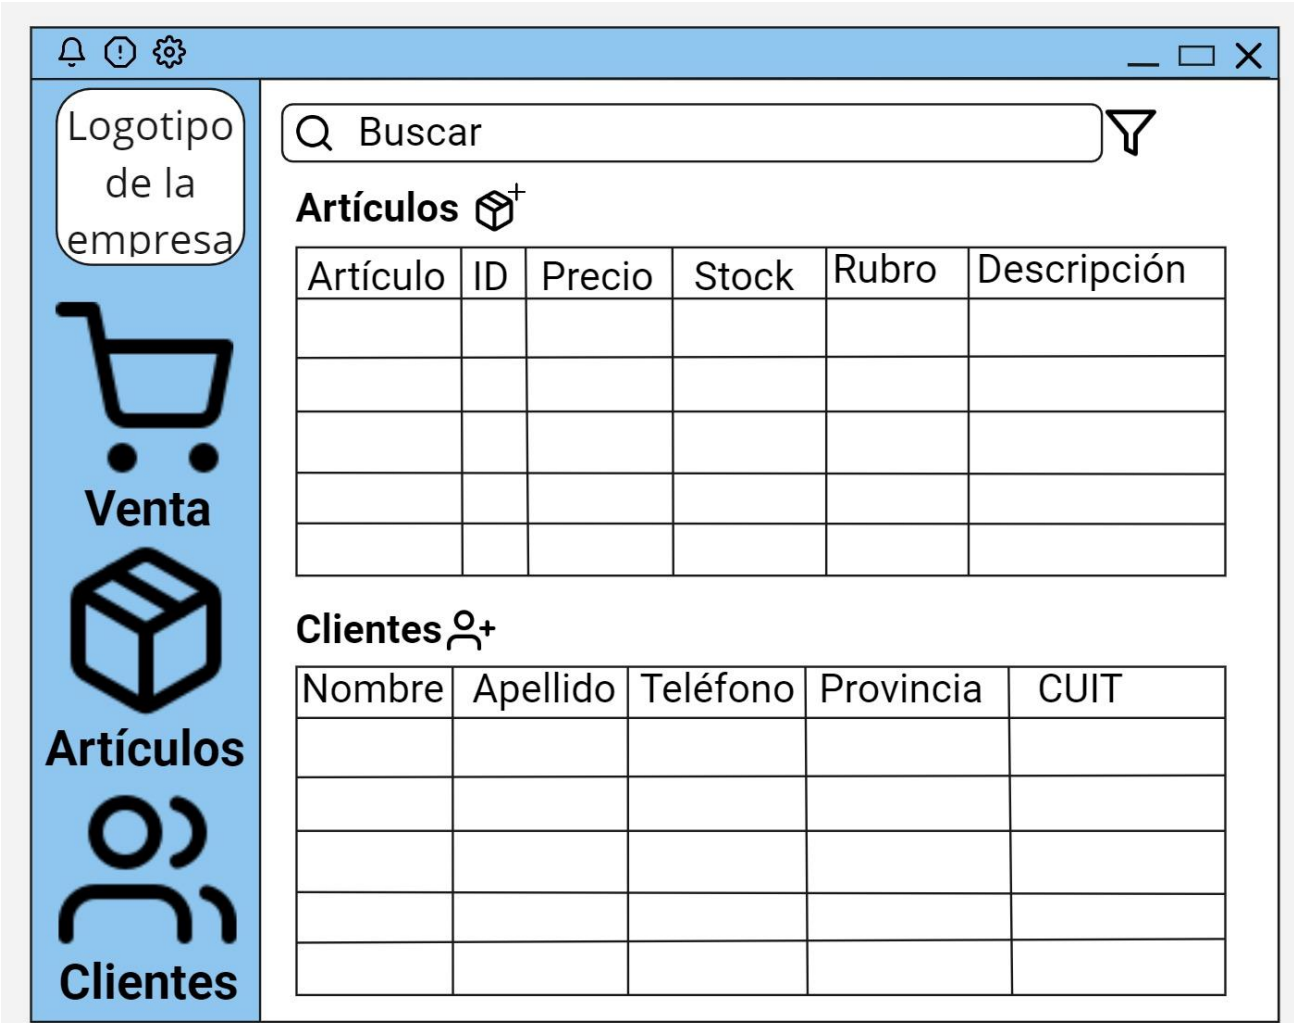 Logotipo
de la
empresa
Venta
Artículos
Clientes
Buscar
Artículos
Artículo ID Precio Stock Rubro Descripción
Clientes
Nombre Apellido Teléfono Provincia CUIT